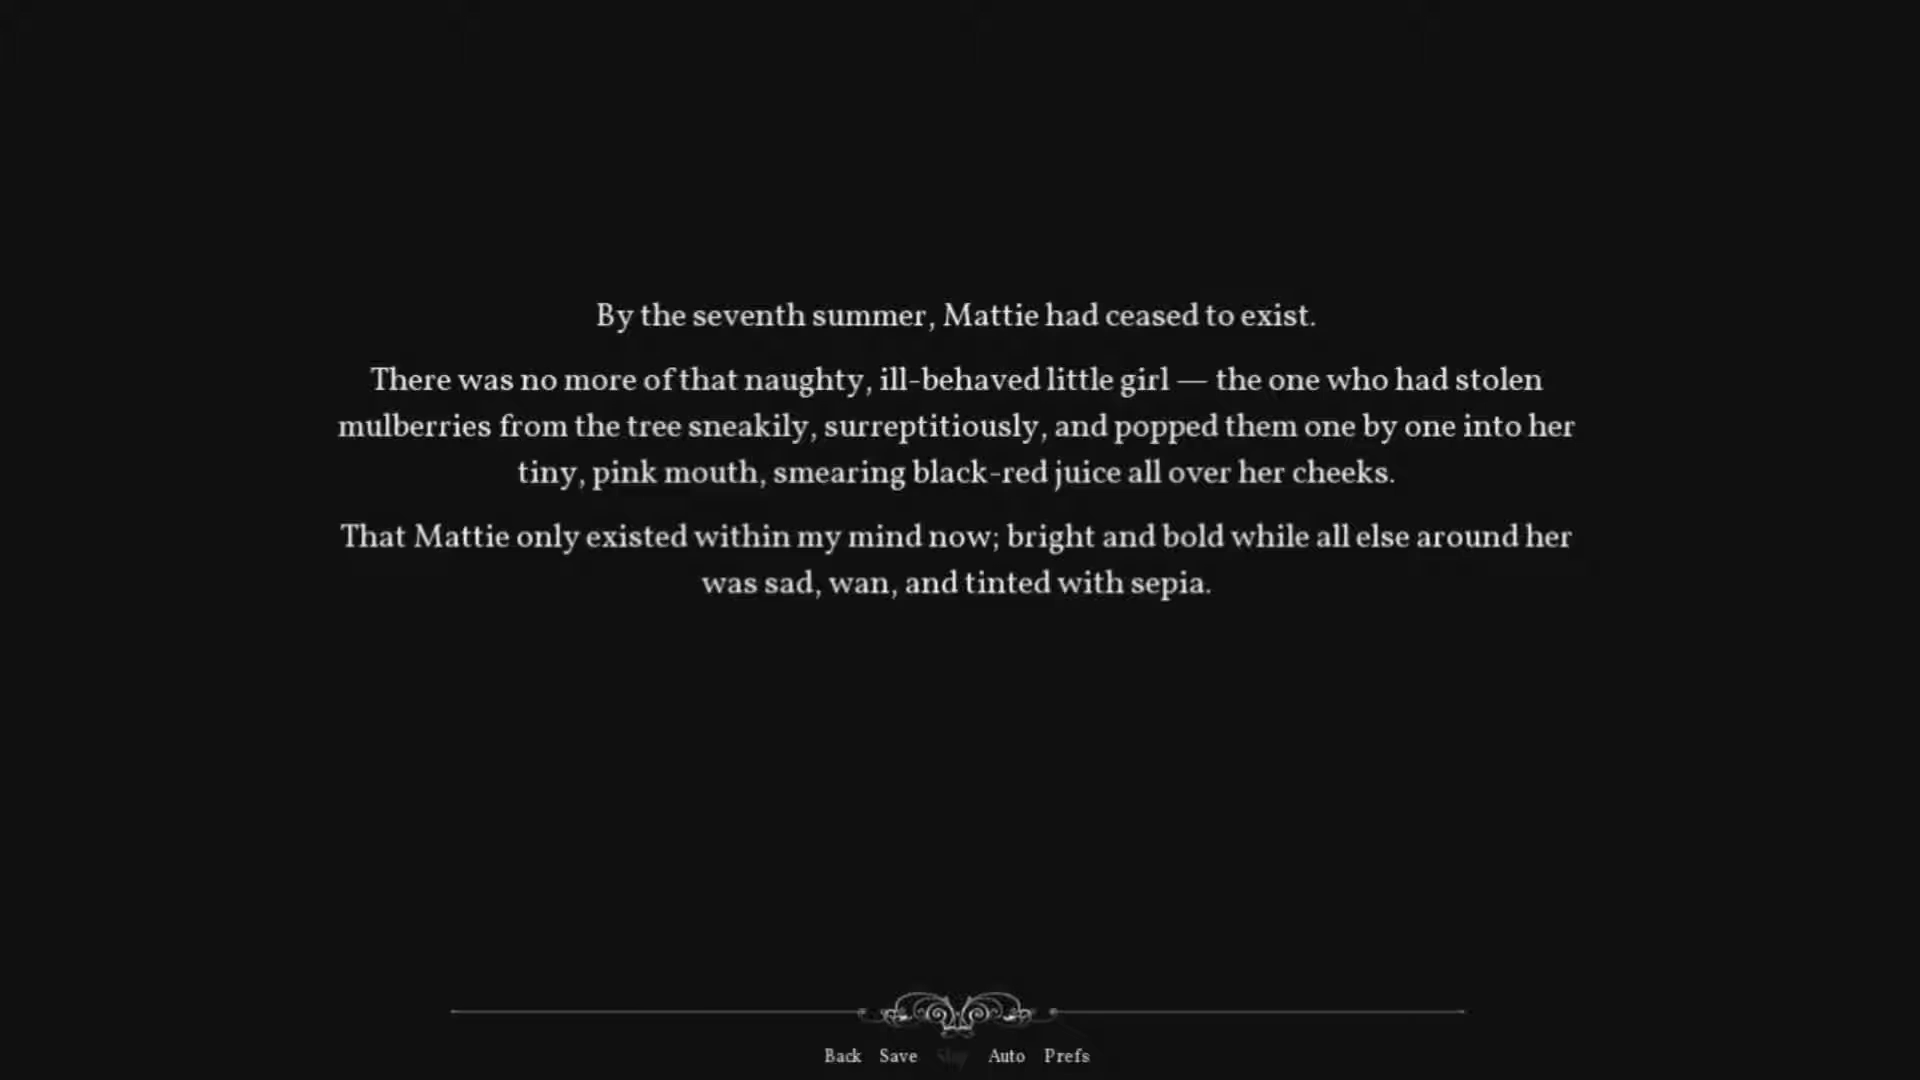 By the seventh summer, Mattie had ceased to exist.
There was no more of that naughty, ill-behaved little girl — the one who had stolen
mulberries from the tree sneakily, surreptitiously, and popped them one by one into her
tiny, pink mouth, smearing black-red juice all over her cheeks.
That Mattie only existed within my mind now; bright and bold while all else around her
was sad, wan, and tinted with sepia.
Back Save Skip Auto Prefs